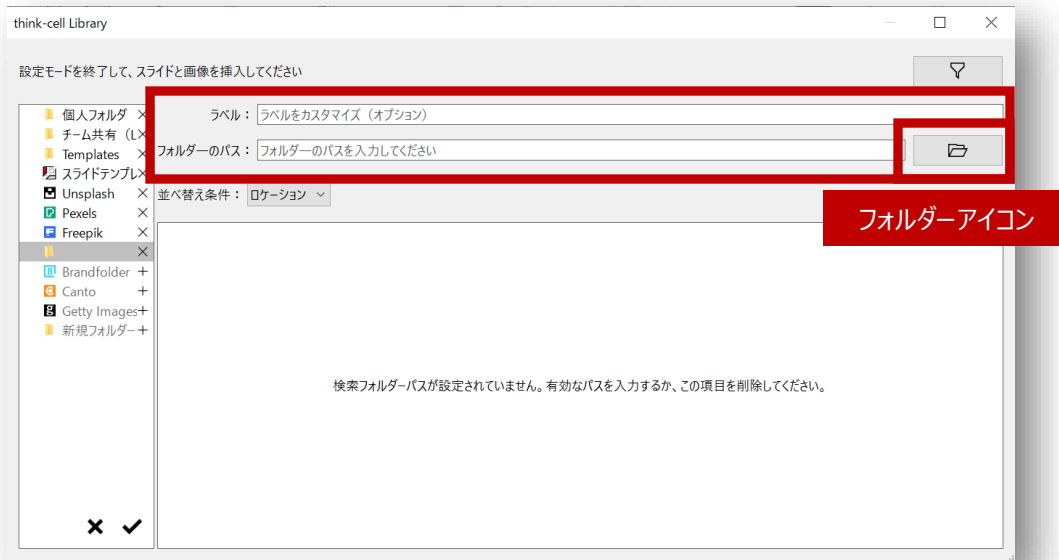 think-cell Library
設定モードを終了して、スライドと画像を挿入してください
個人フォルダ
チーム共有（L
Templates
スライドテンプレ
Unsplash
Pexels
Freepik
Brandfolder
Canto
Getty Images
新規フォルダー
ラベル：
ラベルをカスタマイズ（オプション）
フォルダーのパス：
フォルダーのパスを入力してください
フォルダーアイコン
並べ替え条件：
ロケーション
検索フォルダーパスが設定されていません。有効なパスを入力するか、この項目を削除してください。